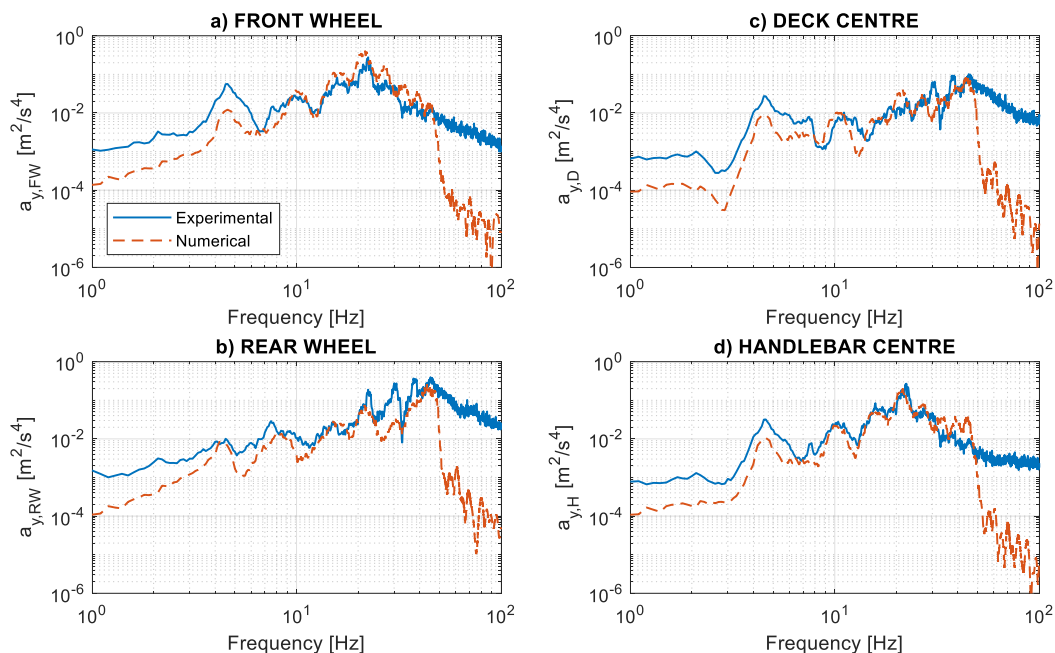 a) FRONT WHEEL
10^0
10^-2
10^-4
10^-6
a_y,FW [m^2/s^4]
Experimental
Numerical
10^0
10^1
10^2
Frequency [Hz]
c) DECK CENTRE
10^0
10^-2
10^-4
10^-6
a_y,D [m^2/s^4]
10^0
10^1
10^2
Frequency [Hz]
b) REAR WHEEL
10^0
10^-2
10^-4
10^-6
a_y,RW [m^2/s^4]
10^0
10^1
10^2
Frequency [Hz]
d) HANDLEBAR CENTRE
10^0
10^-2
10^-4
10^-6
a_y,H [m^2/s^4]
10^0
10^1
10^2
Frequency [Hz]